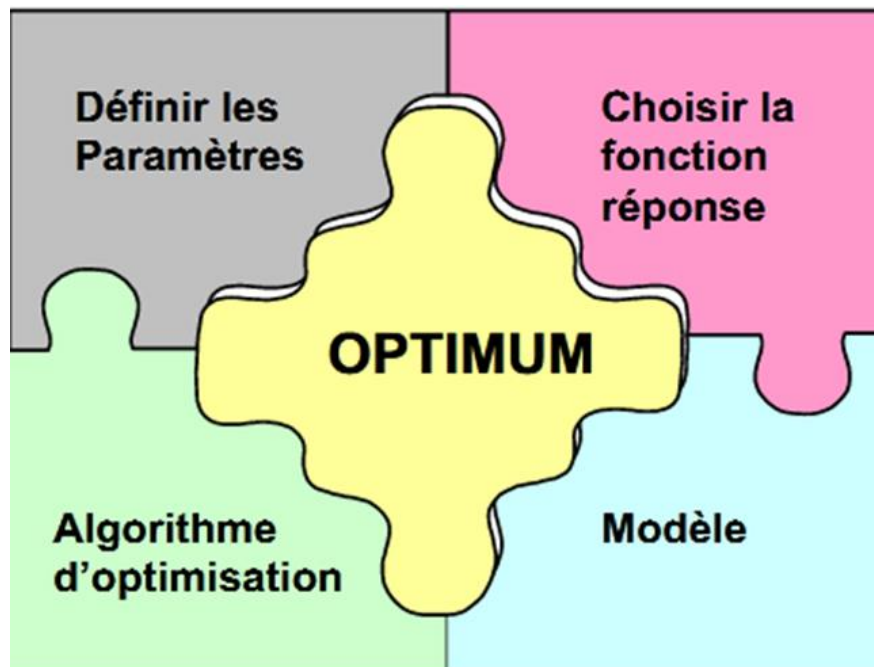 Définir les
Paramètres
Choisir la
fonction
réponse
OPTIMUM
Algorithme
d'optimisation
Modèle